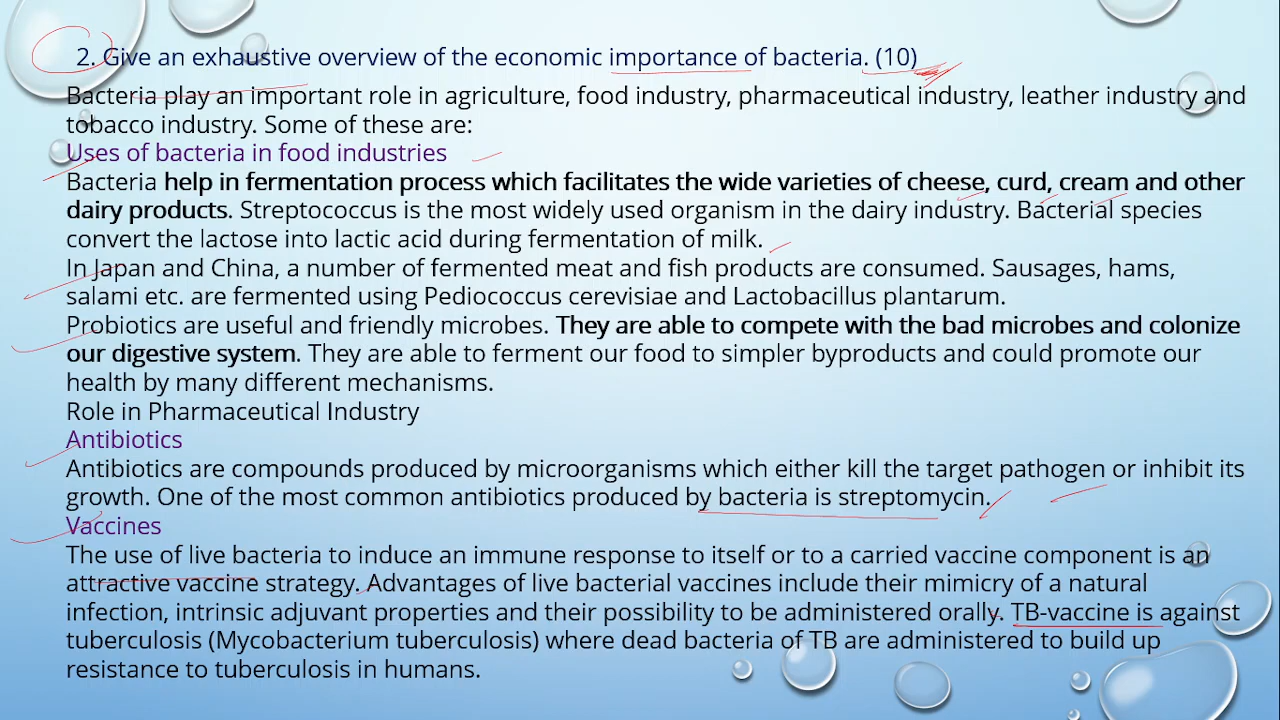 2. Give an exhaustive overview of the economic importance of bacteria. (10)
Bacteria play an important role in agriculture, food industry, pharmaceutical industry, leather industry and
tobacco industry. Some of these are:
Uses of bacteria in food industries
Bacteria help in fermentation process which facilitates the wide varieties of cheese, curd, cream and other
dairy products. Streptococcus is the most widely used organism in the dairy industry. Bacterial species
convert the lactose into lactic acid during fermentation of milk.
In Japan and China, a number of fermented meat and fish products are consumed. Sausages, hams,
salami etc. are fermented using Pediococcus cerevisiae and Lactobacillus plantarum.
Probiotics are useful and friendly microbes. They are able to compete with the bad microbes and colonize
our digestive system. They are able to ferment our food to simpler byproducts and could promote our
health by many different mechanisms.
Role in Pharmaceutical Industry
Antibiotics
Antibiotics are compounds produced by microorganisms which either kill the target pathogen or inhibit its
growth. One of the most common antibiotics produced by bacteria is streptomycin.
Vaccines
The use of live bacteria to induce an immune response to itself or to a carried vaccine component is an
attractive vaccine strategy. Advantages of live bacterial vaccines include their mimicry of a natural
infection, intrinsic adjuvant properties and their possibility to be administered orally. TB-vaccine is against
tuberculosis (Mycobacterium tuberculosis) where dead bacteria of TB are administered to build up
resistance to tuberculosis in humans.